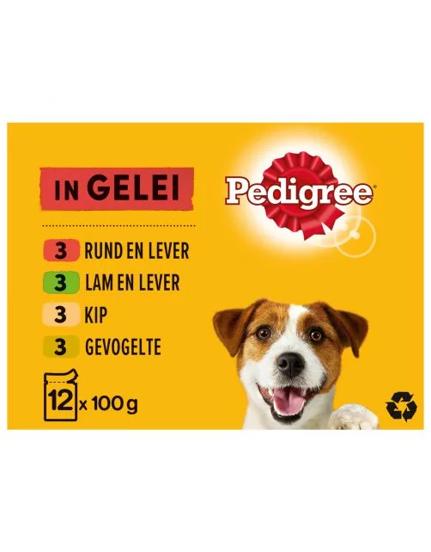 IN GELEI
Pedigree
3 RUND EN LEVER
3 LAM EN LEVER
3 KIP
3 GEVOGELTE
12 x 100 g